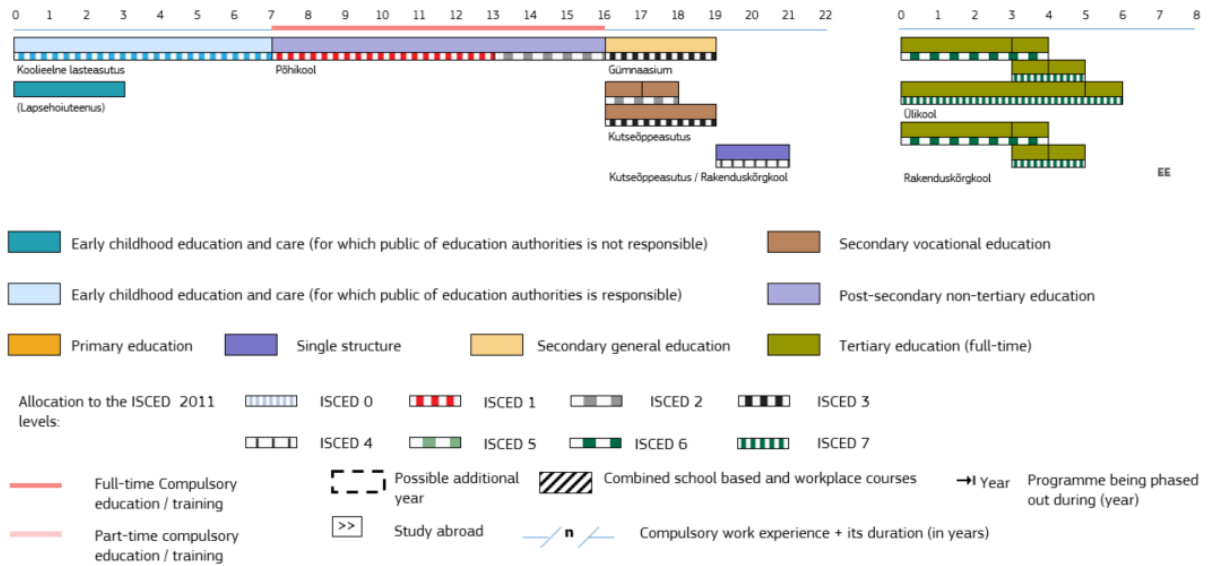 0 1 2 3 4 5 6 7 8 9 10 11 12 13 14 15 16 17 18 19 20 21 22
0 1 2 3 4 5 6 7 8
Koolieelne lasteasutus
Põhikool
Gümnaasium
(Lapsehoiuteenus)
Ülikool
Kutseõppeasutus
Kutseõppeasutus / Rakenduskõrgkool
Rakenduskõrgkool
EE
Early childhood education and care (for which public of education authorities is not responsible)
Secondary vocational education
Early childhood education and care (for which public of education authorities is responsible)
Post-secondary non-tertiary education
Primary education
Single structure
Secondary general education
Tertiary education (full-time)
Allocation to the ISCED 2011
levels:
ISCED 0
ISCED 1
ISCED 2
ISCED 3
ISCED 4
ISCED 5
ISCED 6
ISCED 7
Full-time Compulsory
education / training
Possible additional
year
Combined school based and workplace courses
Year
Programme being phased
out during (year)
Part-time compulsory
education / training
>>
Study abroad
n
Compulsory work experience + its duration (in years)